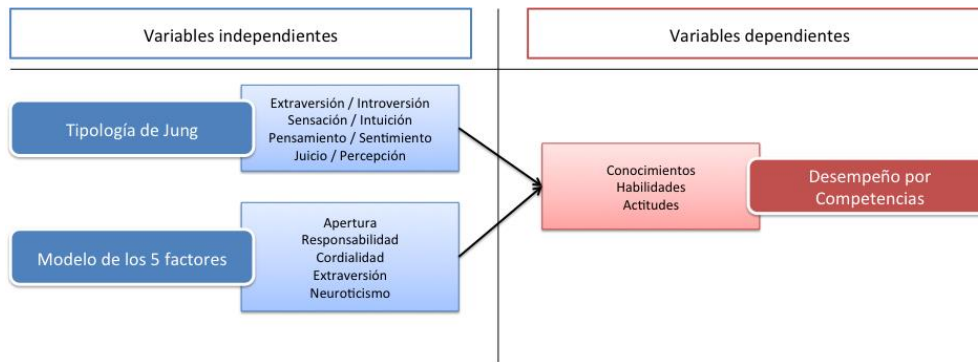 Variables independientes
Variables dependientes
Tipología de Jung
Extraversión / Introversión
Sensación / Intuición
Pensamiento / Sentimiento
Juicio / Percepción
Conocimientos
Habilidades
Actitudes
Desempeño por
Competencias
Modelo de los 5 factores
Apertura
Responsabilidad
Cordialidad
Extraversión
Neuroticismo